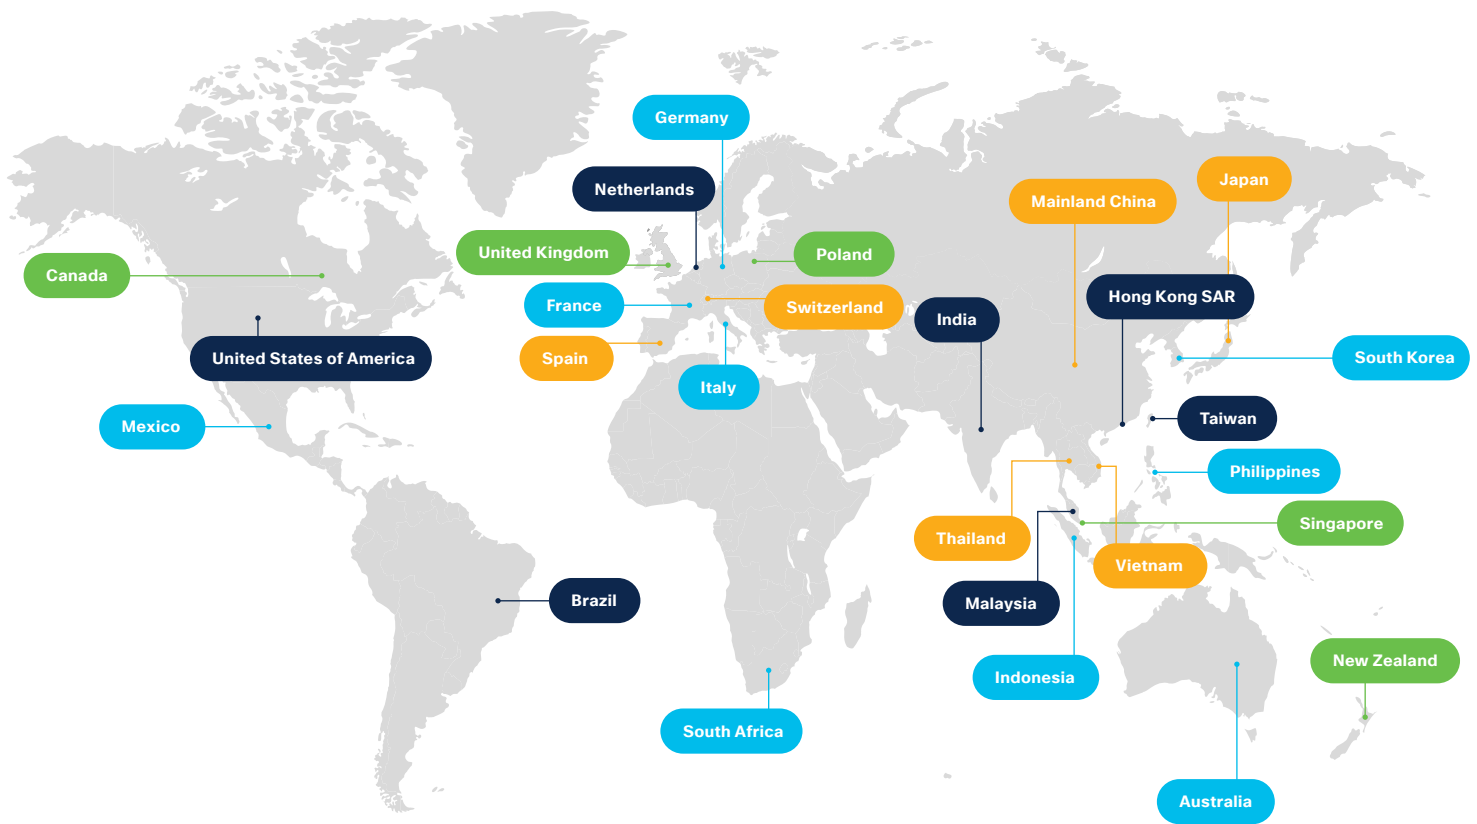 Germany
Netherlands
Japan
Mainland China
United Kingdom
Poland
Canada
Hong Kong SAR
France
Switzerland
India
United States of America
Spain
South Korea
Italy
Mexico
Taiwan
Philippines
Singapore
Thailand
Vietnam
Brazil
Malaysia
New Zealand
Indonesia
South Africa
Australia